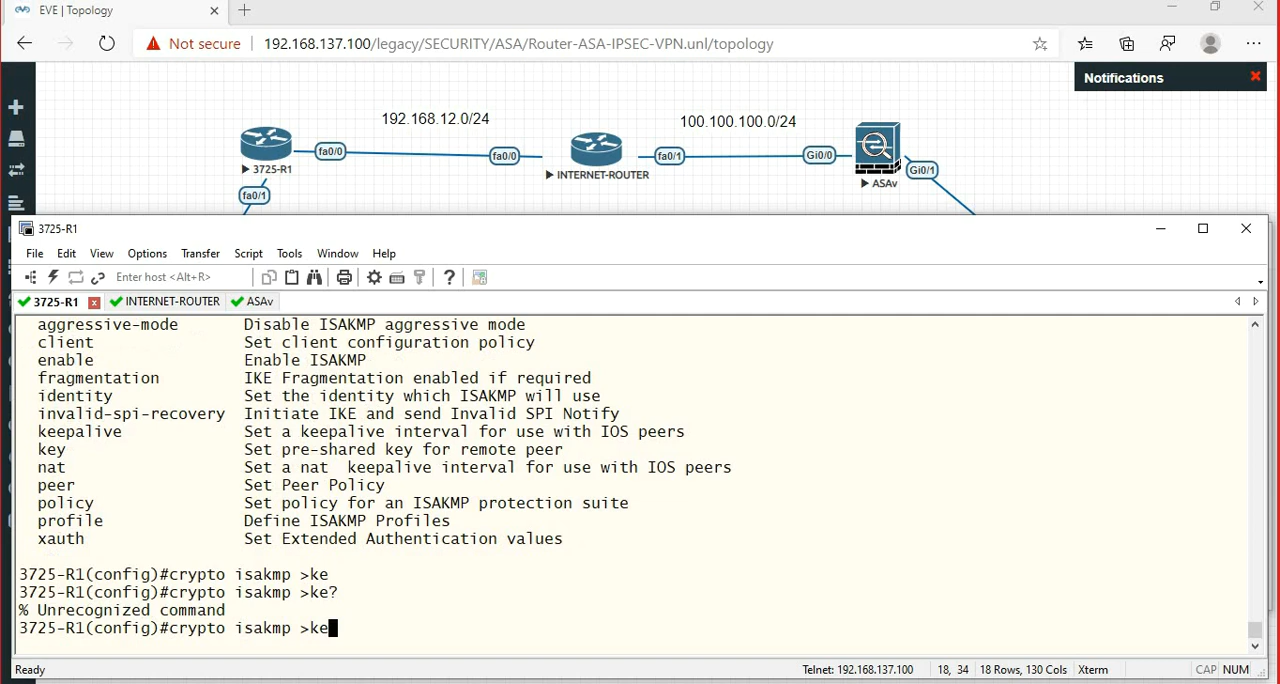 EVE | Topology
Not secure
192.168.137.100/legacy/SECURITY/ASA/Router-ASA-IPSEC-VPN.unl/topology
Notifications
192.168.12.0/24
100.100.100.0/24
fa0/0
fa0/0
fa0/1
Gi0/0
3725-R1
INTERNET-ROUTER
ASAv
Gi0/1
fa0/1
3725-R1
File Edit View Options Transfer Script Tools Window Help
Enter host <Alt+R>
3725-R1 INTERNET-ROUTER ASAv
aggressive-mode Disable ISAKMP aggressive mode
client Set client configuration policy
enable Enable ISAKMP
fragmentation IKE Fragmentation enabled if required
identity Set the identity which ISAKMP will use
invalid-spi-recovery Initiate IKE and send Invalid SPI Notify
keepalive Set a keepalive interval for use with IOS peers
key Set pre-shared key for remote peer
nat Set a nat  keepalive interval for use with IOS peers
peer Set Peer Policy
policy Set policy for an ISAKMP protection suite
profile Define ISAKMP Profiles
xauth Set Extended Authentication values
3725-R1(config)#crypto isakmp >ke
3725-R1(config)#crypto isakmp >ke?
% Unrecognized command
3725-R1(config)#crypto isakmp >ke
Ready
Telnet: 192.168.137.100 18, 34 18 Rows, 130 Cols Xterm CAP NUM